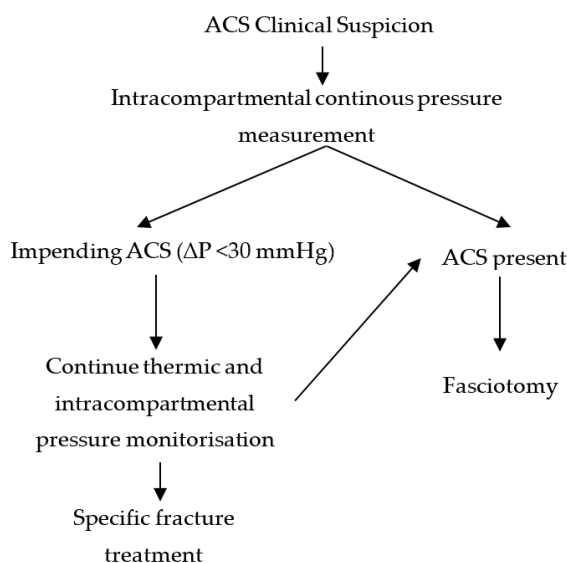 ACS Clinical Suspicion
Intracompartmental continous pressure
measurement
Impending ACS (ΔP <30 mmHg)
ACS present
Continue thermic and
intracompartmental
pressure monitorisation
Fasciotomy
Specific fracture
treatment